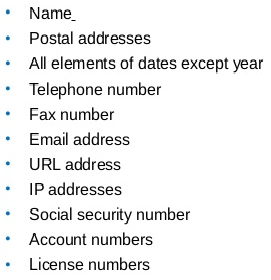 • Name
• Postal addresses
• All elements of dates except year
• Telephone number
• Fax number
• Email address
• URL address
• IP addresses
• Social security number
• Account numbers
• License numbers